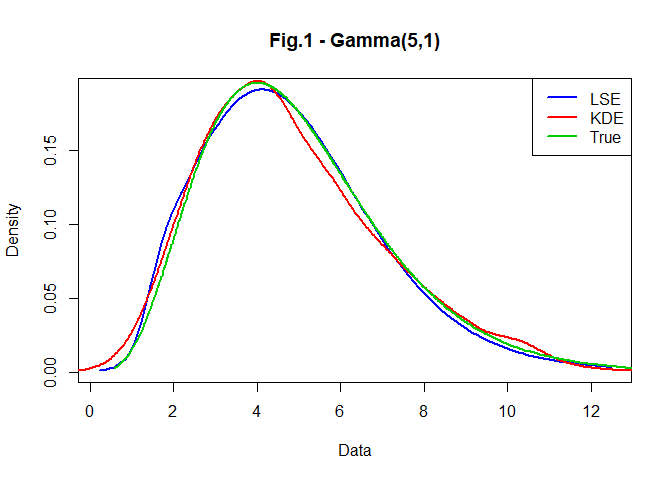 Fig.1 - Gamma(5,1)
LSE
KDE
True
Density
0.15
0.10
0.05
0.00
0 2 4 6 8 10 12
Data